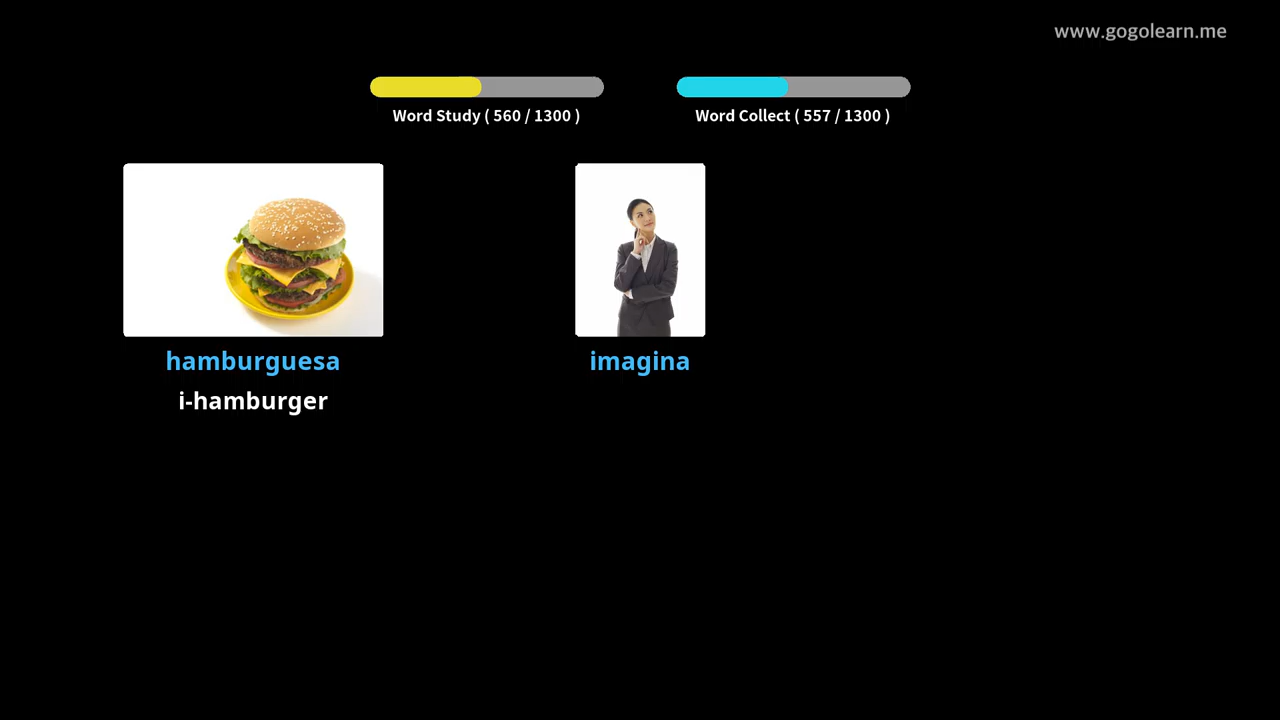 www.gogolearn.me
Word Study ( 560 / 1300 )
Word Collect ( 557 / 1300 )
hamburguesa
imagina
i-hamburger